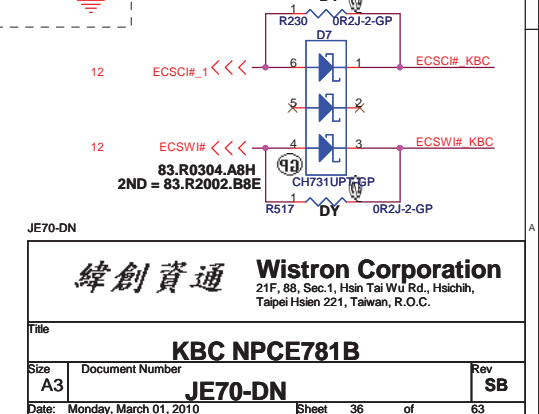 1
R230
0R2J-2-GP
D7
12
ECSCI#_1
6
1
ECSCI#_KBC
5
2
12
ECSWI#
4
3
ECSWI#_KBC
83.R0304.A8H
2ND = 83.R2002.B8E
CH731UPT-GP
1
R517
DY
0R2J-2-GP
JE70-DN
A
緯創資通
Wistron Corporation
21F, 88, Sec.1, Hsin Tai Wu Rd., Hsichih,
Taipei Hsien 221, Taiwan, R.O.C.
Title
KBC NPCE781B
Size
Document Number
Rev
A3
JE70-DN
SB
Date: Monday, March 01, 2010
Sheet 36 of 63